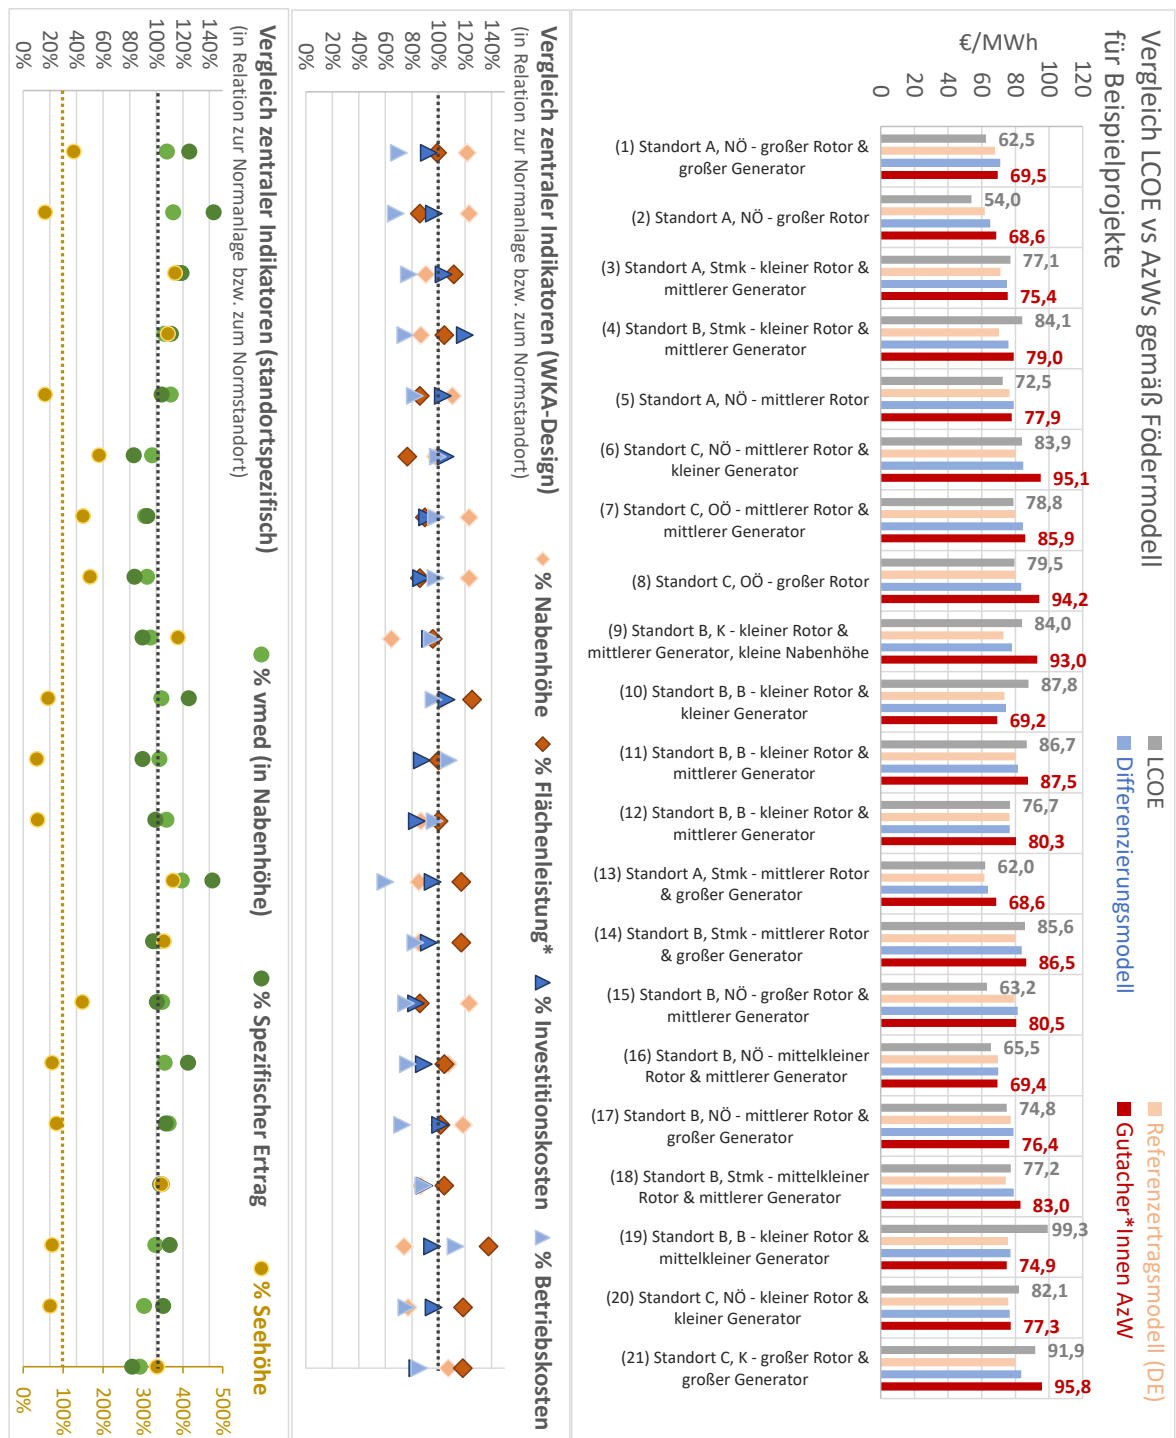 Vergleich LCOE vs AzWs gemäß Födermodell
für Beispielprojekte
LCOE
Differenzierungsmodell
Referenzertragsmodell (DE)
Gutacher*Innen AzW
€/MWh
0
20
40
60
80
100
120
62,5
69,5
54,0
68,6
77,1
75,4
84,1
79,0
72,5
77,9
83,9
95,1
78,8
85,9
79,5
94,2
84,0
93,0
87,8
69,2
86,7
87,5
76,7
80,3
62,0
68,6
85,6
86,5
63,2
80,5
65,5
69,4
74,8
76,4
77,2
83,0
99,3
74,9
82,1
77,3
91,9
95,8
(1) Standort A, NÖ - großer Rotor &
großer Generator
(2) Standort A, NÖ - großer Rotor
(3) Standort A, Stmk - kleiner Rotor &
mittlerer Generator
(4) Standort B, Stmk - kleiner Rotor &
mittlerer Generator
(5) Standort A, NÖ - mittlerer Rotor
(6) Standort C, NÖ - mittlerer Rotor &
kleiner Generator
(7) Standort C, OÖ - mittlerer Rotor &
mittlerer Generator
(8) Standort C, OÖ - großer Rotor
(9) Standort B, K - kleiner Rotor &
mittlerer Generator, kleine Nabenhöhe
(10) Standort B, B - kleiner Rotor &
kleiner Generator
(11) Standort B, B - kleiner Rotor &
mittlerer Generator
(12) Standort B, B - kleiner Rotor &
mittlerer Generator
(13) Standort A, Stmk - mittlerer Rotor
& großer Generator
(14) Standort B, Stmk - mittlerer Rotor
& großer Generator
(15) Standort B, NÖ - großer Rotor &
mittlerer Generator
(16) Standort B, NÖ - mittelkleiner
Rotor & mittlerer Generator
(17) Standort B, NÖ - mittlerer Rotor &
großer Generator
(18) Standort B, Stmk - mittelkleiner
Rotor & mittlerer Generator
(19) Standort B, B - kleiner Rotor &
mittelkleiner Generator
(20) Standort C, NÖ - kleiner Rotor &
kleiner Generator
(21) Standort C, K - großer Rotor &
großer Generator
Vergleich zentraler Indikatoren (WKA-Design)
(in Relation zur Normanlage bzw. zum Normstandort)
% Nabenhöhe
% Flächenleistung*
% Investitionskosten
% Betriebskosten
140%
120%
100%
80%
60%
40%
20%
0%
Vergleich zentraler Indikatoren (standortspezifisch)
(in Relation zur Normanlage bzw. zum Normstandort)
% vmed (in Nabenhöhe)
% Spezifischer Ertrag
% Seehöhe
140%
120%
100%
80%
60%
40%
20%
0%
500%
400%
300%
200%
100%
0%